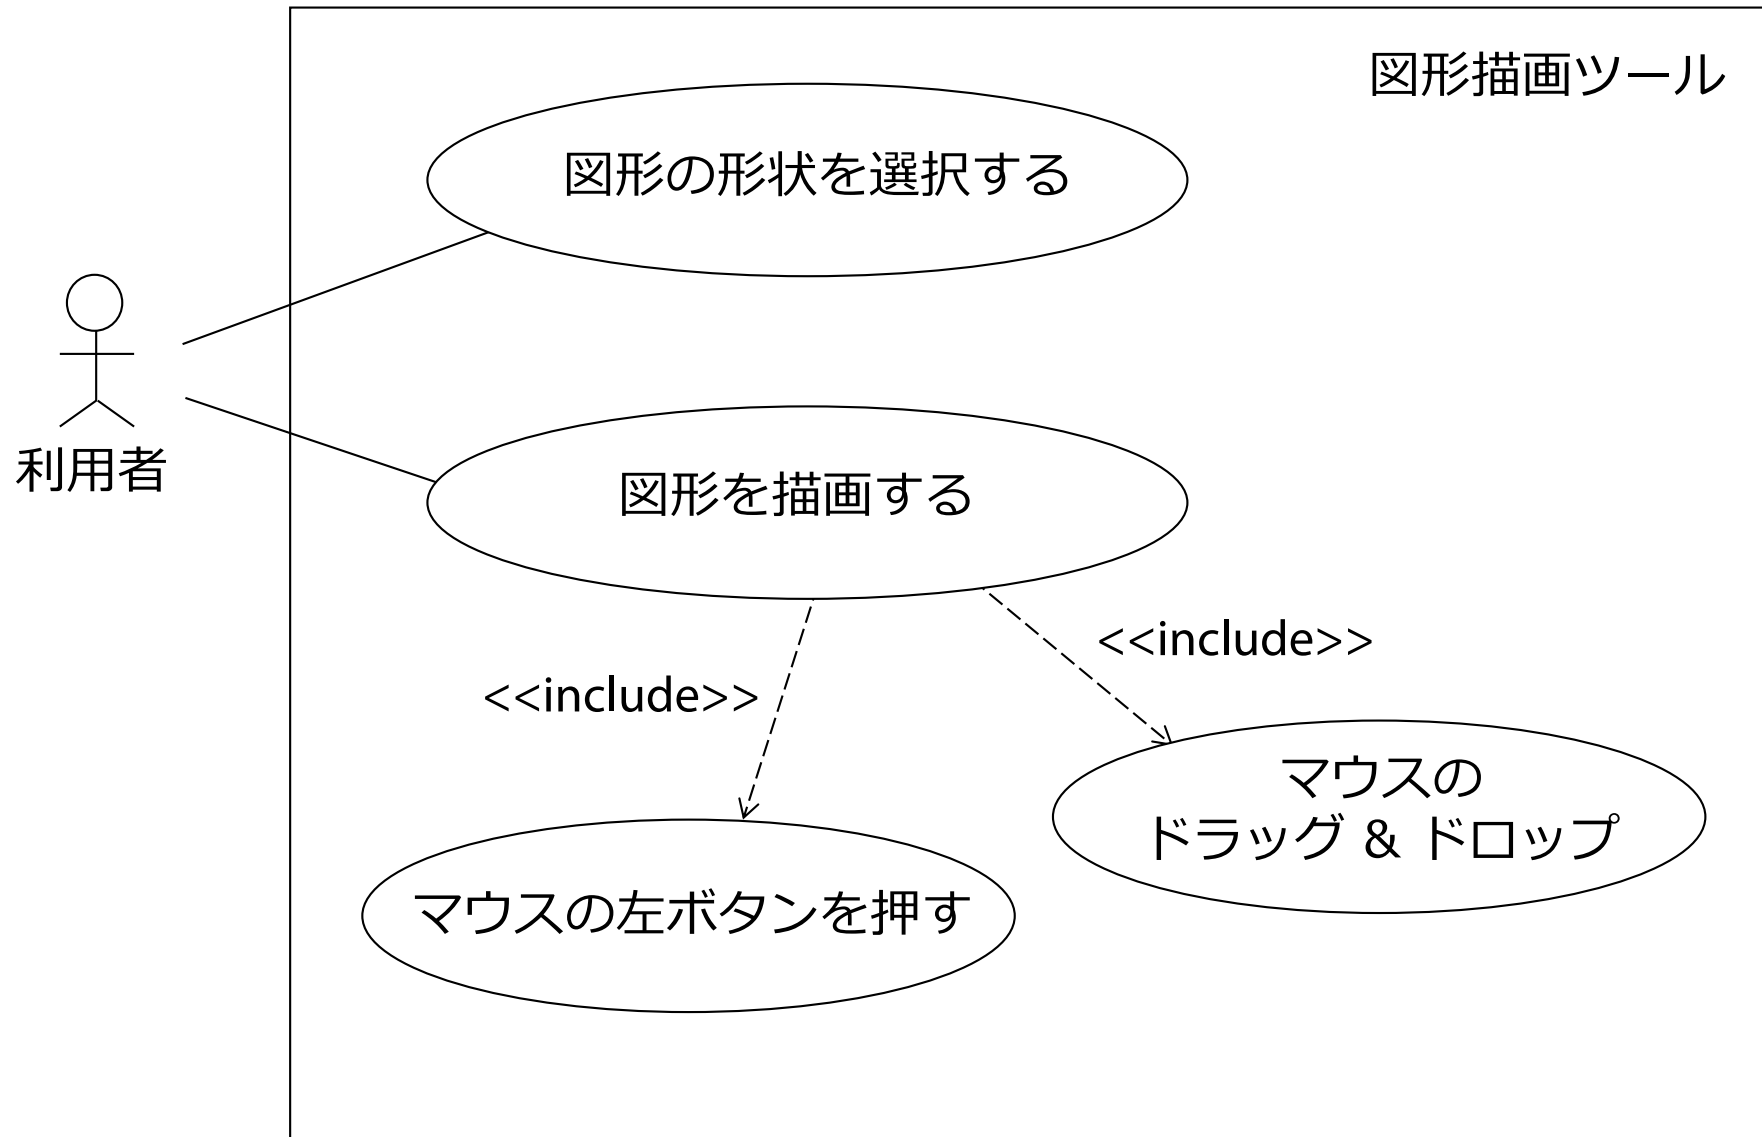 図形描画ツール
図形の形状を選択する
利用者
図形を描画する
<<include>>
<<include>>
マウスの
ドラッグ & ドロップ
マウスの左ボタンを押す